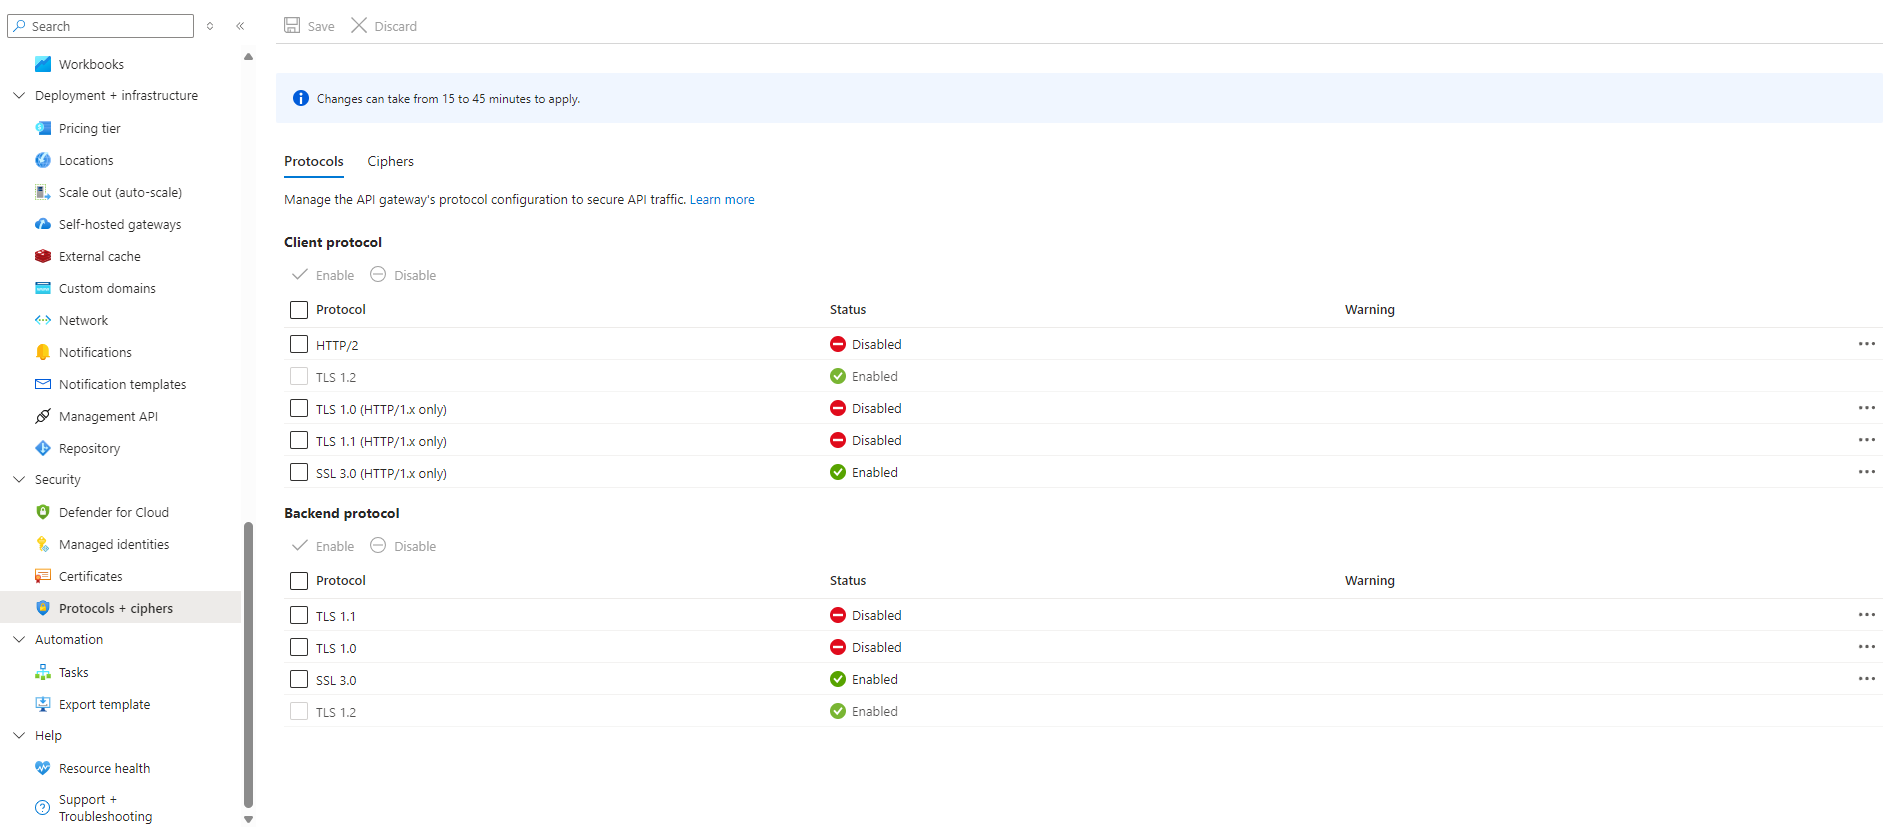 Search
Workbooks
Deployment + infrastructure
Pricing tier
Locations
Scale out (auto-scale)
Self-hosted gateways
External cache
Custom domains
Network
Notifications
Notification templates
Management API
Repository
Security
Defender for Cloud
Managed identities
Certificates
Protocols + ciphers
Automation
Tasks
Export template
Help
Resource health
Support +
Troubleshooting
Save Discard
Changes can take from 15 to 45 minutes to apply.
Protocols Ciphers
Manage the API gateway's protocol configuration to secure API traffic. Learn more
Client protocol
Enable Disable
Protocol Status Warning
HTTP/2 Disabled
TLS 1.2 Enabled
TLS 1.0 (HTTP/1.x only) Disabled
TLS 1.1 (HTTP/1.x only) Disabled
SSL 3.0 (HTTP/1.x only) Enabled
Backend protocol
Enable Disable
Protocol Status Warning
TLS 1.1 Disabled
TLS 1.0 Disabled
SSL 3.0 Enabled
TLS 1.2 Enabled